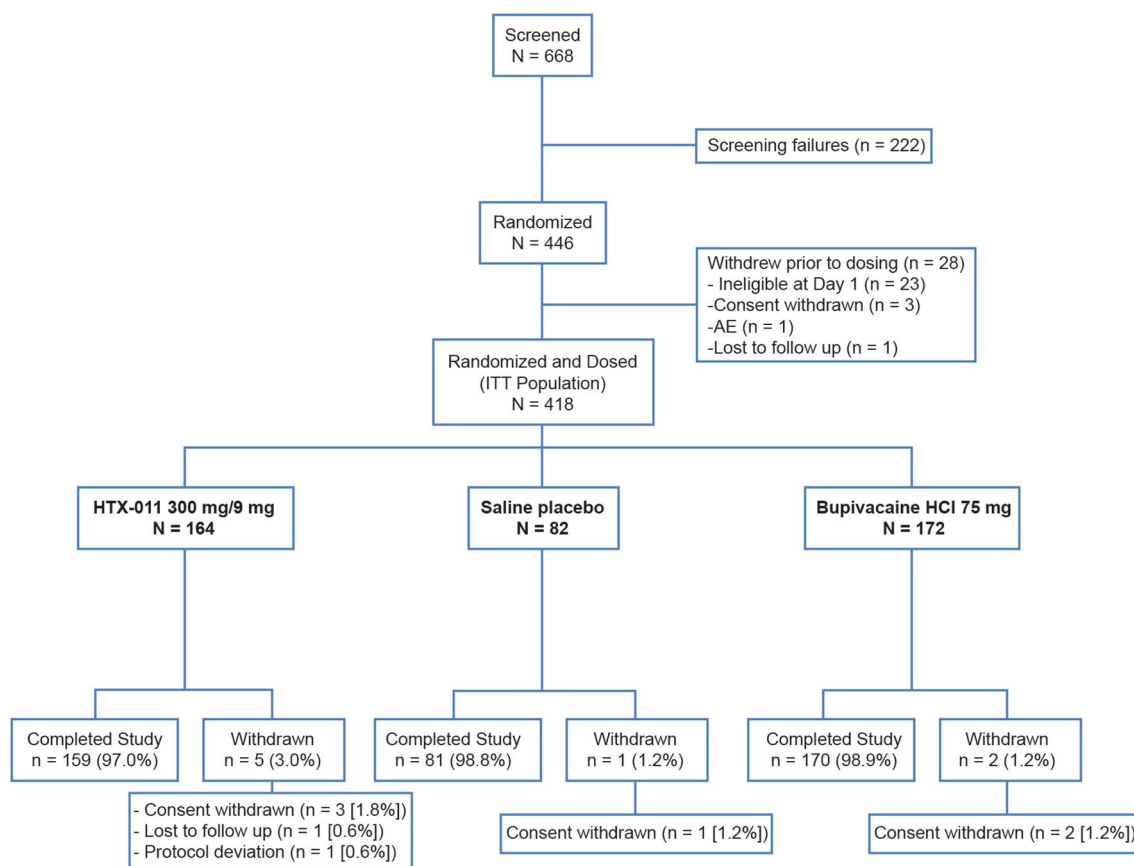 Screened
N = 668
Screening failures (n = 222)
Randomized
N = 446
Withdrew prior to dosing (n = 28)
- Ineligible at Day 1 (n = 23)
-Consent withdrawn (n = 3)
-AE (n = 1)
-Lost to follow up (n = 1)
Randomized and Dosed
(ITT Population)
N = 418
HTX-011 300 mg/9 mg
N = 164
Saline placebo
N = 82
Bupivacaine HCl 75 mg
N = 172
Completed Study
n = 159 (97.0%)
Withdrawn
n = 5 (3.0%)
- Consent withdrawn (n = 3 [1.8%])
- Lost to follow up (n = 1 [0.6%])
- Protocol deviation (n = 1 [0.6%])
Completed Study
n = 81 (98.8%)
Withdrawn
n = 1 (1.2%)
Consent withdrawn (n = 1 [1.2%])
Completed Study
n = 170 (98.9%)
Withdrawn
n = 2 (1.2%)
Consent withdrawn (n = 2 [1.2%])